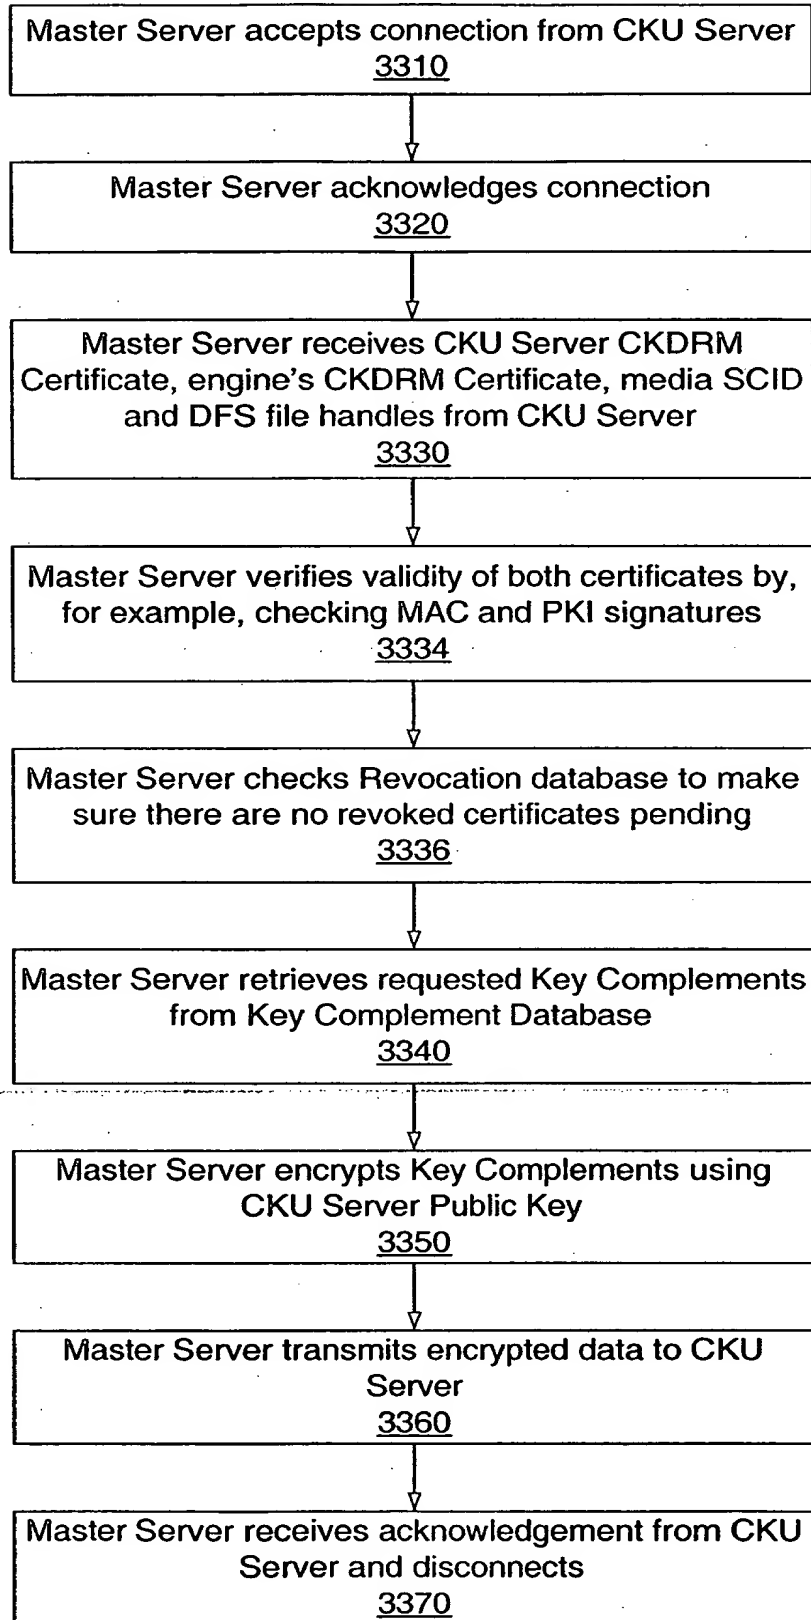 Master Server accepts connection from CKU Server
3310
Master Server acknowledges connection
3320
Master Server receives CKU Server CKDRM
Certificate, engine's CKDRM Certificate, media SCID
and DFS file handles from CKU Server
3330
Master Server verifies validity of both certificates by,
for example, checking MAC and PKI signatures
3334
Master Server checks Revocation database to make
sure there are no revoked certificates pending
3336
Master Server retrieves requested Key Complements
from Key Complement Database
3340
Master Server encrypts Key Complements using
CKU Server Public Key
3350
Master Server transmits encrypted data to CKU
Server
3360
Master Server receives acknowledgement from CKU
Server and disconnects
3370